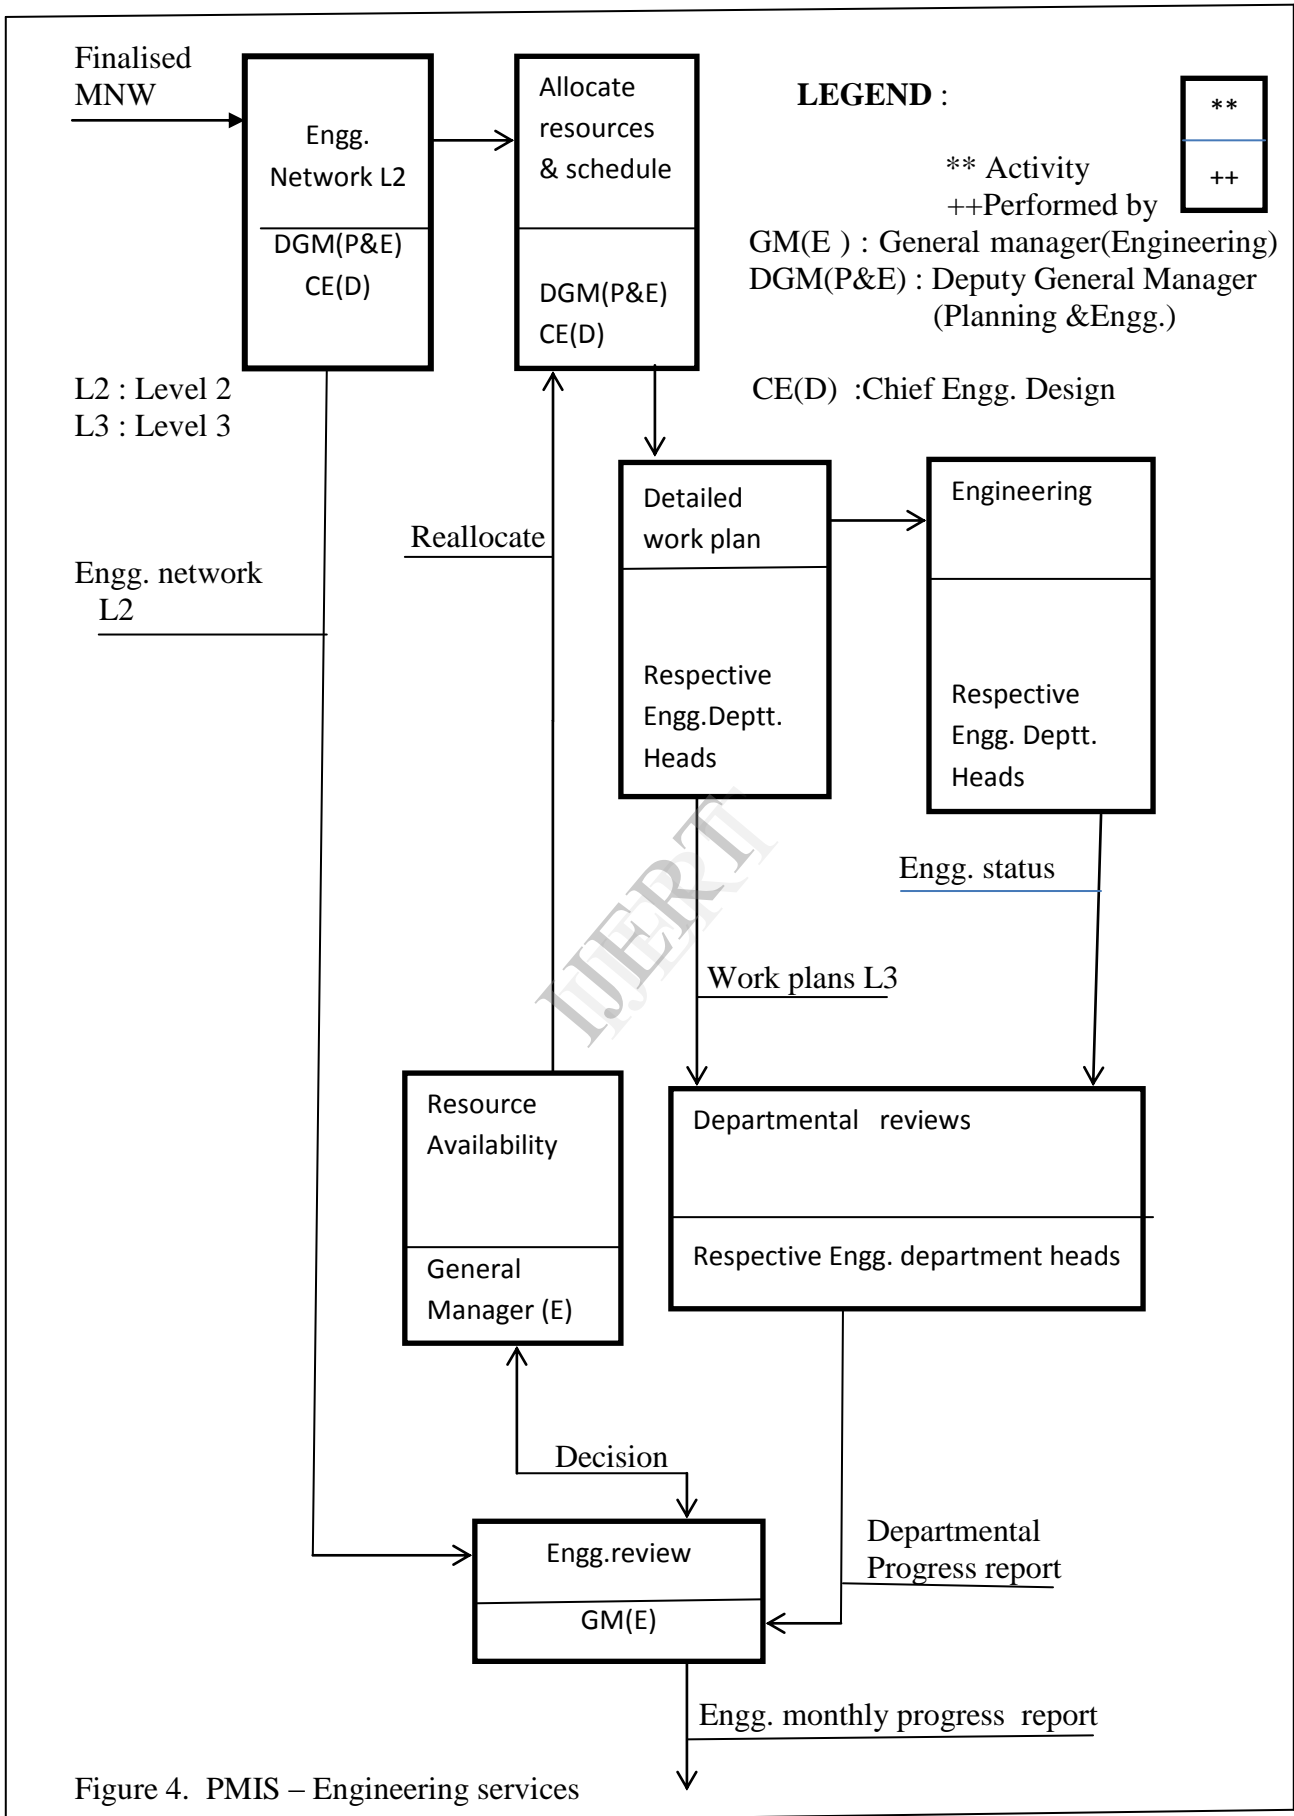 Finalised
MNW
Engg.
Network L2
DGM(P&E)
CE(D)
Allocate
resources
& schedule
DGM(P&E)
CE(D)
LEGEND :
**
++
** Activity
++Performed by
GM(E ) : General manager(Engineering)
DGM(P&E) : Deputy General Manager
(Planning &Engg.)
CE(D)  :Chief Engg. Design
L2 : Level 2
L3 : Level 3
Engg. network
L2
Reallocate
Detailed
work plan
Respective
Engg.Deptt.
Heads
Engineering
Respective
Engg. Deptt.
Heads
Engg. status
Work plans L3
IJERT
Resource
Availability
General
Manager (E)
Departmental   reviews
Respective Engg. department heads
Decision
Engg.review
GM(E)
Departmental
Progress report
Engg. monthly progress  report
Figure 4.  PMIS – Engineering services